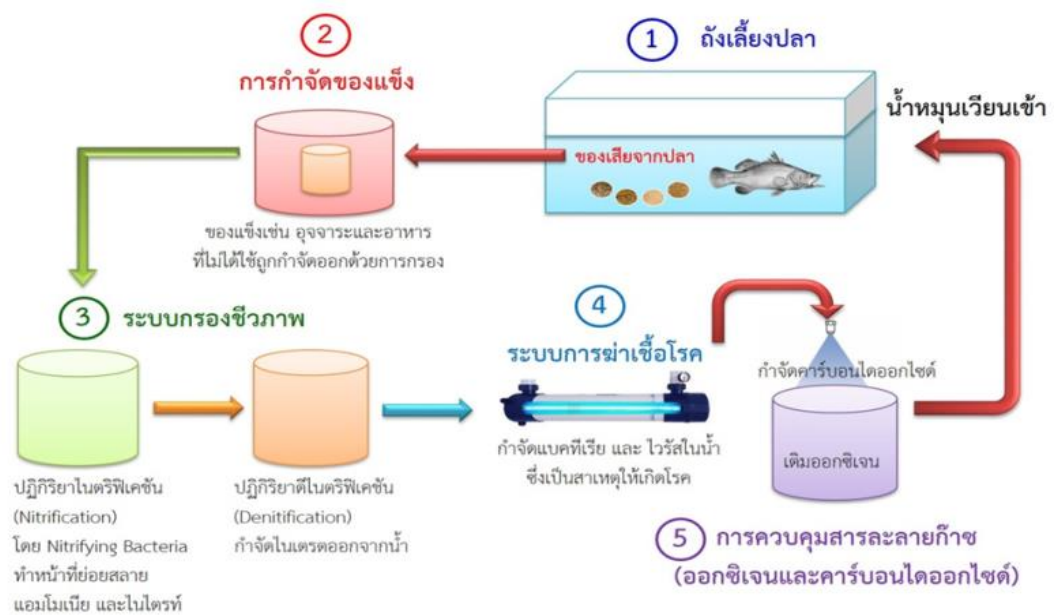 1 ถังเลี้ยงปลา
น้ำหมุนเวียนเข้า
ของเสียจากปลา
2
การกำจัดของแข็ง
ของแข็งเช่น อุจจาระและอาหาร
ที่ไม่ได้ใช้ถูกกำจัดออกด้วยการกรอง
3 ระบบกรองชีวภาพ
ปฏิกิริยาไนตริฟิเคชัน
(Nitrification)
โดย Nitrifying Bacteria
ทำหน้าที่ย่อยสลาย
แอมโมเนีย และไนไตรท์
ปฏิกิริยาดีไนตริฟิเคชัน
(Denitification)
กำจัดไนเตรตออกจากน้ำ
4
ระบบการฆ่าเชื้อโรค
กำจัดแบคทีเรีย และ ไวรัสในน้ำ
ซึ่งเป็นสาเหตุให้เกิดโรค
กำจัดคาร์บอนไดออกไซด์
เติมออกซิเจน
5 การควบคุมสารละลายก๊าซ
(ออกซิเจนและคาร์บอนไดออกไซด์)